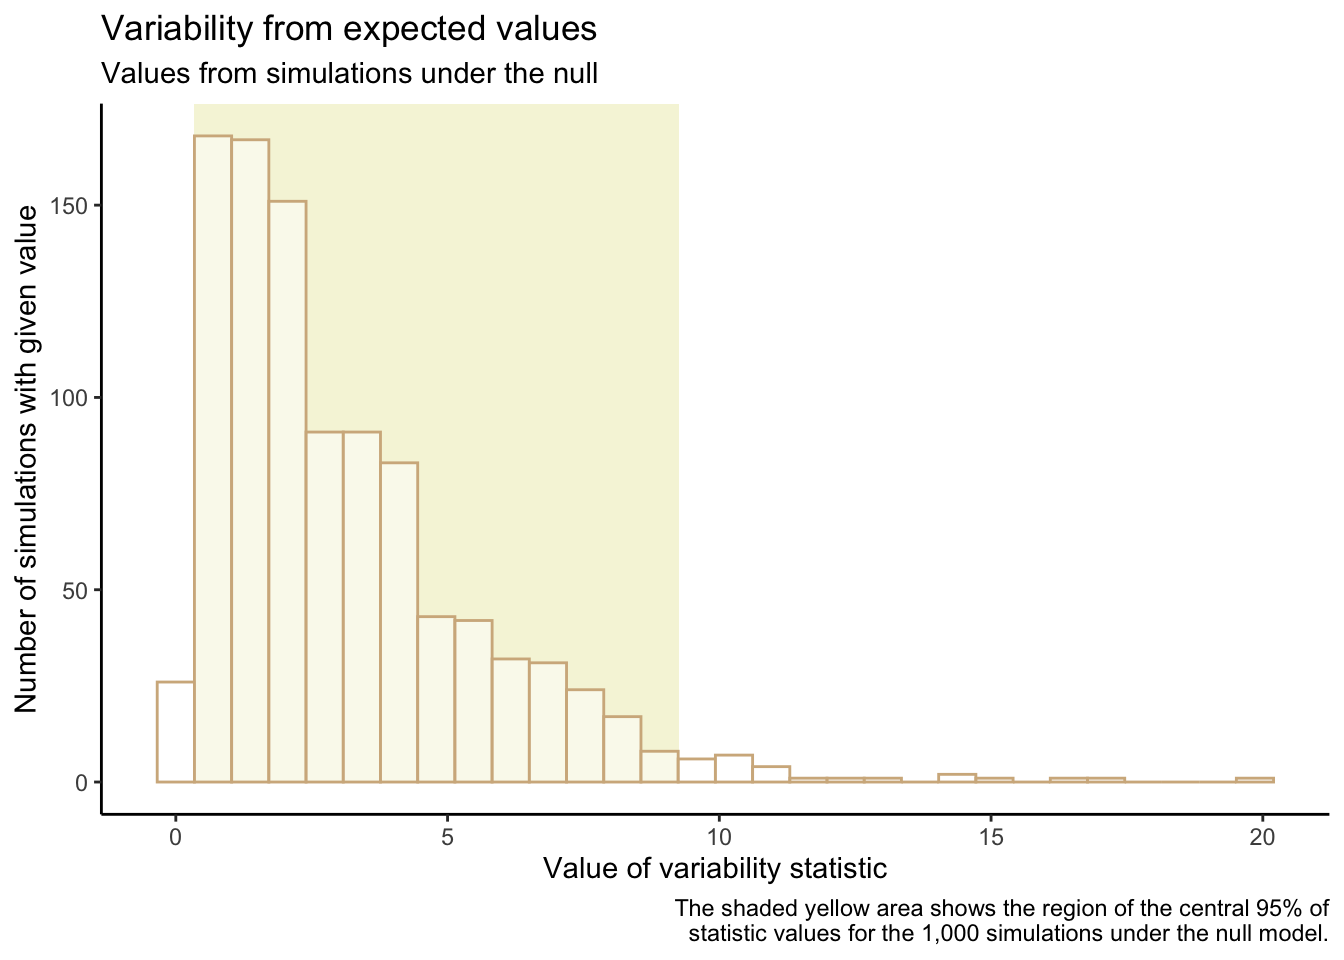 Variability from expected values
Values from simulations under the null
Number of simulations with given value
150
100
50
0
0 5 10 15 20
Value of variability statistic
The shaded yellow area shows the region of the central 95% of
statistic values for the 1,000 simulations under the null model.